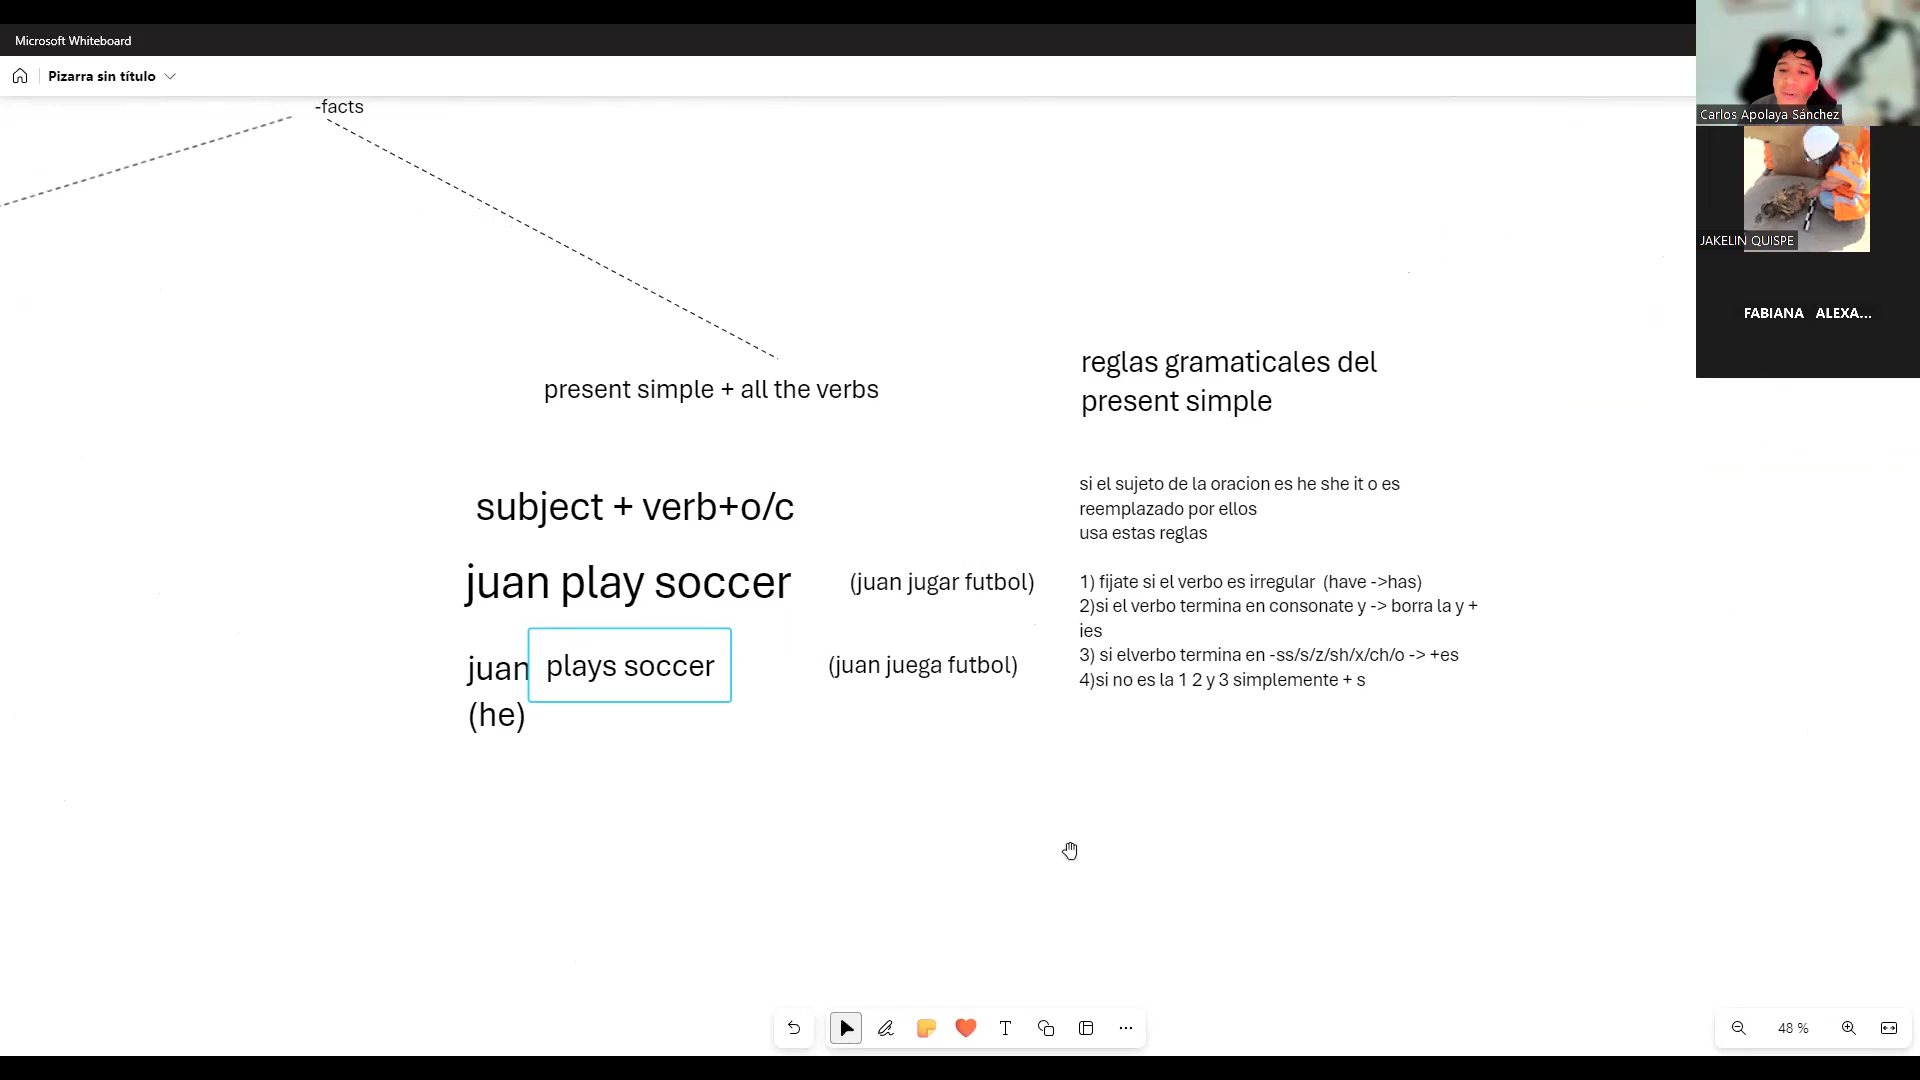 Microsoft Whiteboard
Pizarra sin título
-facts
Carlos Apolaya Sánchez
JAKELIN QUISPE
FABIANA ALEXA...
present simple + all the verbs
reglas gramaticales del
present simple
subject + verb+o/c
si el sujeto de la oracion es he she it o es
reemplazado por ellos
usa estas reglas
juan play soccer
(juan jugar futbol)
1) fijate si el verbo es irregular (have ->has)
2)si el verbo termina en consonate y -> borra la y +
ies
3) si elverbo termina en -ss/s/z/sh/x/ch/o -> +es
4)si no es la 1 2 y 3 simplemente + s
juan plays soccer
(he)
(juan juega futbol)
48 %